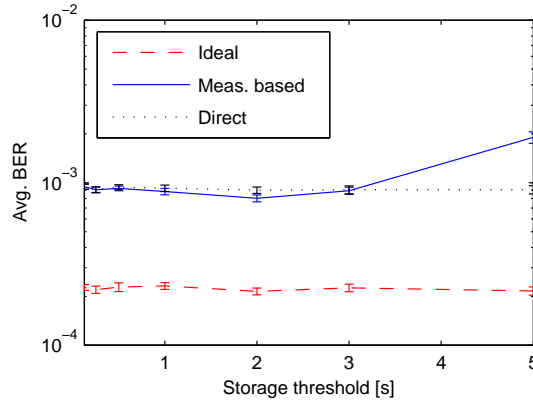 10⁻²
Ideal
Meas. based
Direct
Avg. BER
10⁻³
10⁻⁴
1
2
3
4
5
Storage threshold [s]